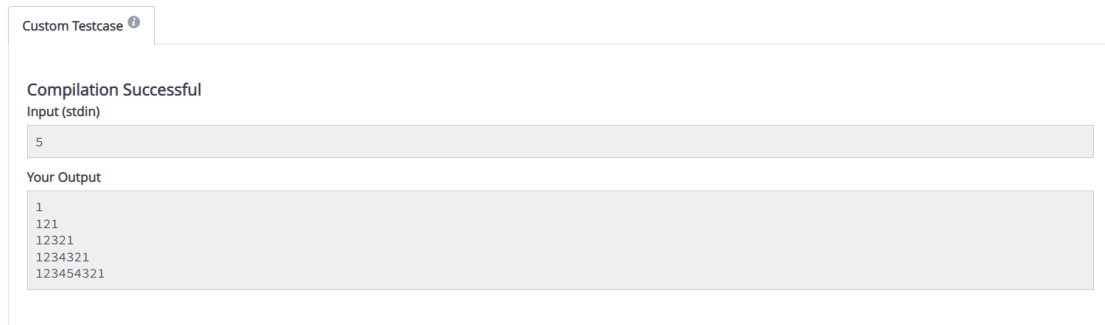 Custom Testcase
Compilation Successful
Input (stdin)
5
Your Output
1
121
12321
1234321
123454321